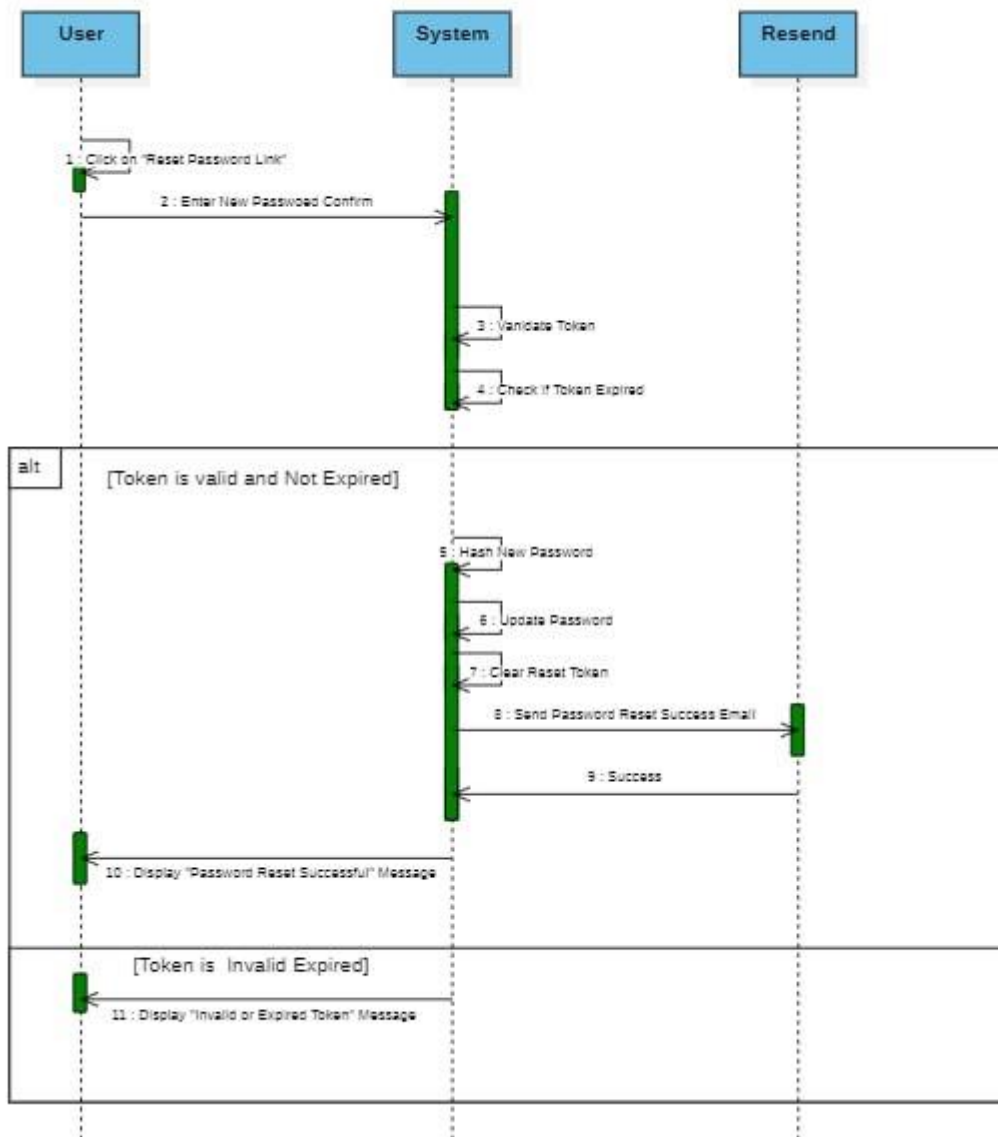 User
System
Resend
1 : Click on "Reset Password Link"
2 : Enter New Passwoed Confirm
3 : Vanidate Token
4 : Check if Token Expired
alt
[Token is valid and Not Expired]
5 : Hash New Password
6 : Update Password
7 : Clear Reset Token
8 : Send Password Reset Success Email
9 : Success
10 : Display "Password Reset Successful" Message
[Token is Invalid Expired]
11 : Display "Invalid or Expired Token" Message